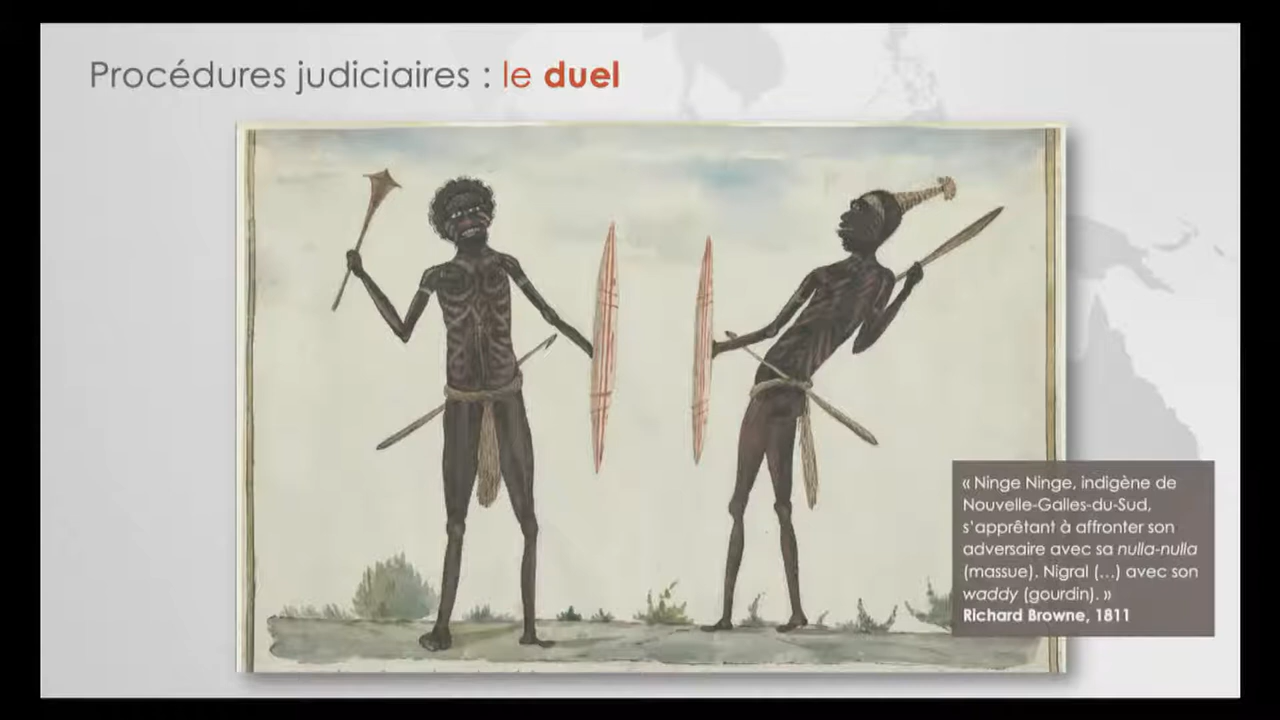 Procédures judiciaires : le duel
« Ninge Ninge, indigène de
Nouvelle-Galles-du-Sud,
s'apprêtant à affronter son
adversaire avec sa nulla-nulla
(massue). Nigral (...) avec son
waddy (gourdin). »
Richard Browne, 1811